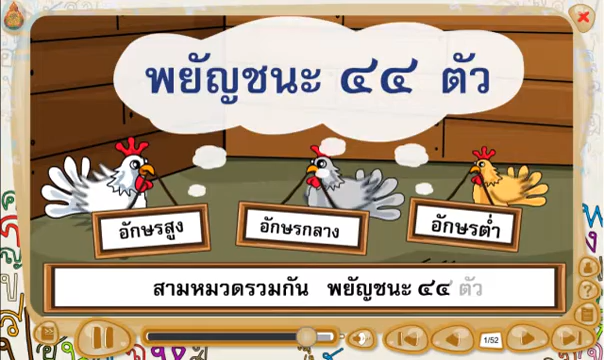 พยัญชนะ ๔๔ ตัว
อักษรสูง
อักษรกลาง
อักษรต่ำ
สามหมวดรวมกัน พยัญชนะ ๔๔ ตัว
1/52